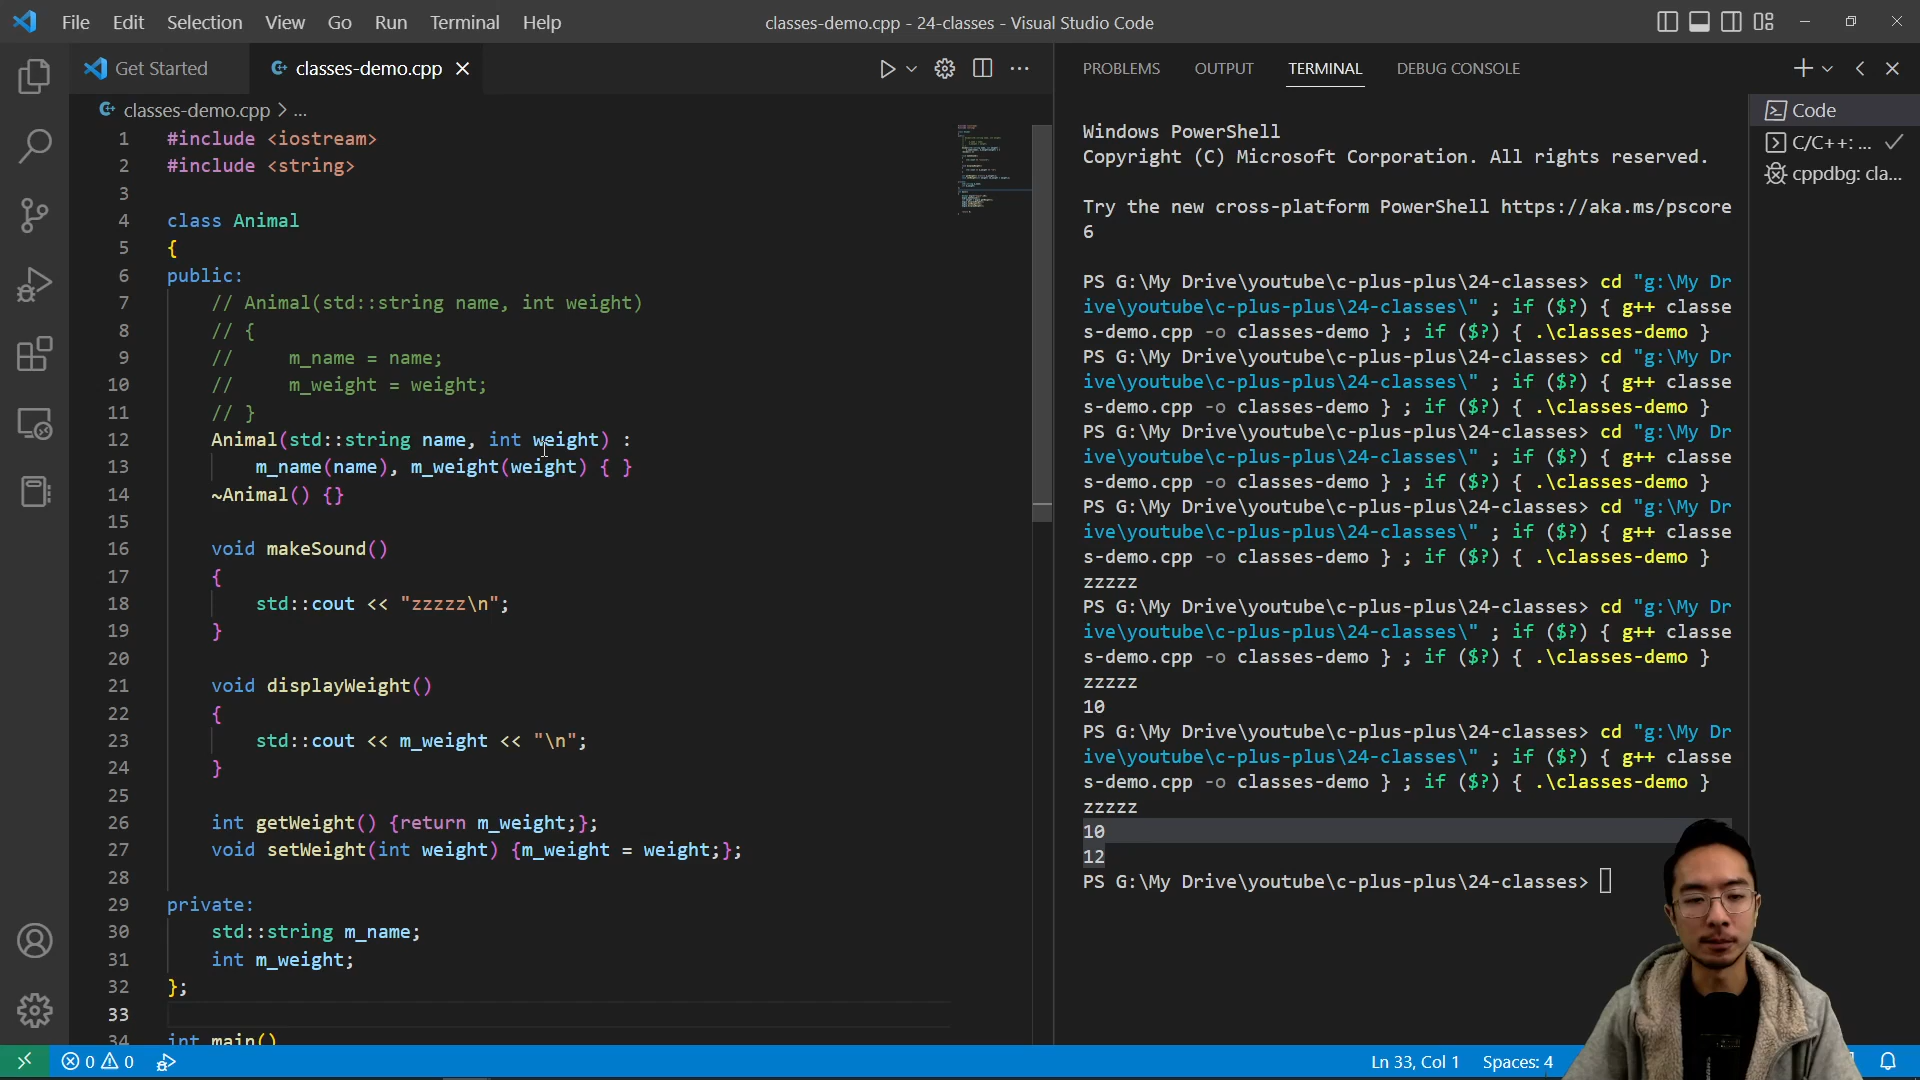 File Edit Selection View Go Run Terminal Help
classes-demo.cpp - 24-classes - Visual Studio Code
Get Started
classes-demo.cpp
classes-demo.cpp > ...
1 #include <iostream>
2 #include <string>
3
4 class Animal
5 {
6 public:
7 // Animal(std::string name, int weight)
8 // {
9 //     m_name = name;
10 //     m_weight = weight;
11 // }
12 Animal(std::string name, int weight) :
13 m_name(name), m_weight(weight) { }
14 ~Animal() {}
15
16 void makeSound()
17 {
18 std::cout << "zzzzz\n";
19 }
20
21 void displayWeight()
22 {
23 std::cout << m_weight << "\n";
24 }
25
26 int getWeight() {return m_weight;};
27 void setWeight(int weight) {m_weight = weight;};
28
29 private:
30 std::string m_name;
31 int m_weight;
32 };
33
34 int main()
PROBLEMS OUTPUT TERMINAL DEBUG CONSOLE
Windows PowerShell
Copyright (C) Microsoft Corporation. All rights reserved.
Try the new cross-platform PowerShell https://aka.ms/pscore
6
PS G:\My Drive\youtube\c-plus-plus\24-classes> cd "g:\My Dr
ive\youtube\c-plus-plus\24-classes\" ; if ($?) { g++ classe
s-demo.cpp -o classes-demo } ; if ($?) { .\classes-demo }
PS G:\My Drive\youtube\c-plus-plus\24-classes> cd "g:\My Dr
ive\youtube\c-plus-plus\24-classes\" ; if ($?) { g++ classe
s-demo.cpp -o classes-demo } ; if ($?) { .\classes-demo }
PS G:\My Drive\youtube\c-plus-plus\24-classes> cd "g:\My Dr
ive\youtube\c-plus-plus\24-classes\" ; if ($?) { g++ classe
s-demo.cpp -o classes-demo } ; if ($?) { .\classes-demo }
PS G:\My Drive\youtube\c-plus-plus\24-classes> cd "g:\My Dr
ive\youtube\c-plus-plus\24-classes\" ; if ($?) { g++ classe
s-demo.cpp -o classes-demo } ; if ($?) { .\classes-demo }
zzzzz
PS G:\My Drive\youtube\c-plus-plus\24-classes> cd "g:\My Dr
ive\youtube\c-plus-plus\24-classes\" ; if ($?) { g++ classe
s-demo.cpp -o classes-demo } ; if ($?) { .\classes-demo }
zzzzz
10
PS G:\My Drive\youtube\c-plus-plus\24-classes> cd "g:\My Dr
ive\youtube\c-plus-plus\24-classes\" ; if ($?) { g++ classe
s-demo.cpp -o classes-demo } ; if ($?) { .\classes-demo }
zzzzz
10
12
PS G:\My Drive\youtube\c-plus-plus\24-classes>
Code
C/C++: ...
cppdbg: cla...
0 0
Ln 33, Col 1 Spaces: 4